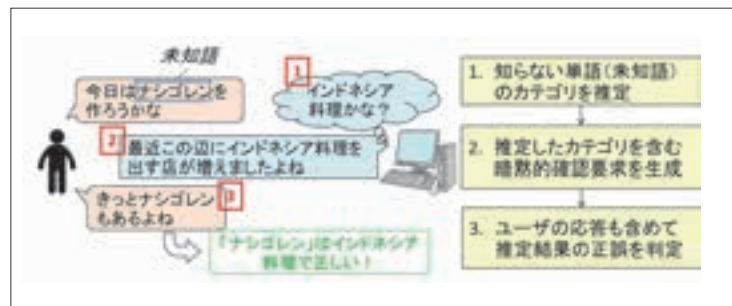 未知語
今日はナシゴレンを
作ろうかな
1
インドネシア
料理かな？
2
最近この辺にインドネシア料理を
出す店が増えましたよね
きっとナシゴレン
もあるよね
3
「ナシゴレン」はインドネシア
料理で正しい！
1. 知らない単語(未知語)
のカテゴリを推定
2. 推定したカテゴリを含む
暗黙的確認要求を生成
3. ユーザの応答も含めて
推定結果の正誤を判定